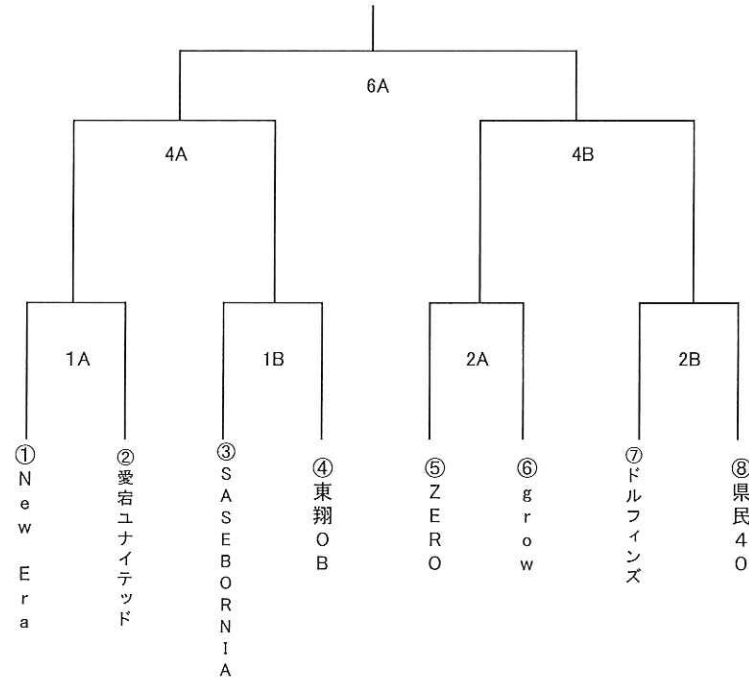 6A
4A
4B
1A
1B
2A
2B
①New Era
②愛宕ユナイテッド
③SASEBORNIA
④東翔OB
⑤ZERO
⑥grow
⑦ドルフィンズ
⑧県民40